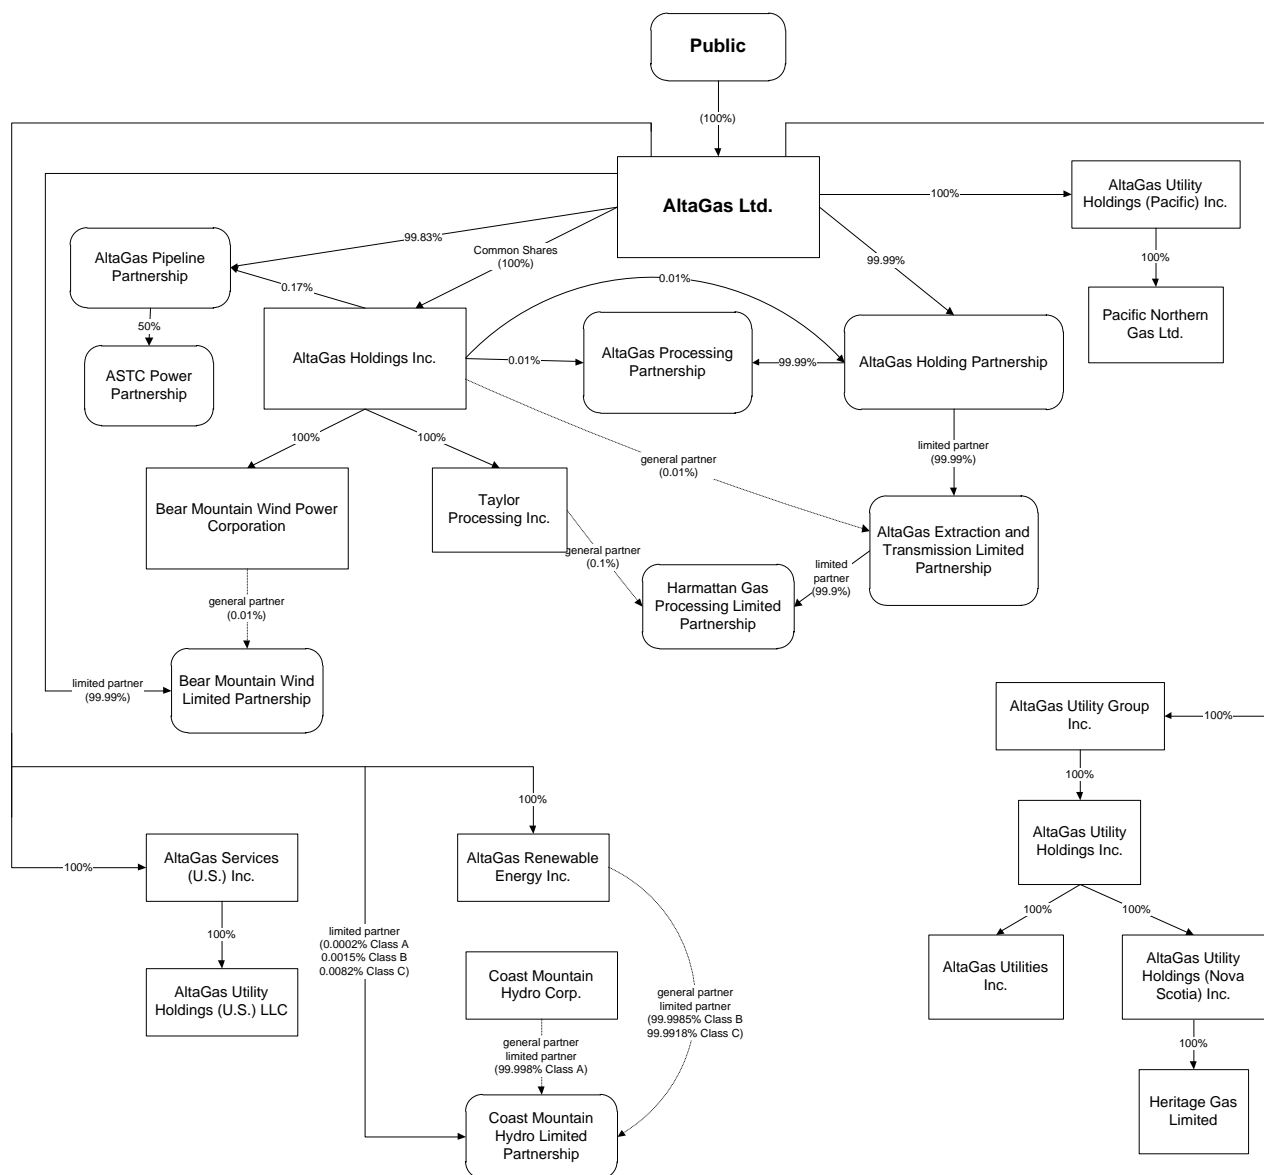 Public
(100%)
AltaGas Ltd.
100%
AltaGas Utility
Holdings (Pacific) Inc.
100%
Pacific Northern
Gas Ltd.
99.83%
Common Shares
(100%)
99.99%
AltaGas Pipeline
Partnership
0.17%
0.01%
50%
ASTC Power
Partnership
AltaGas Holdings Inc.
0.01%
AltaGas Processing
Partnership
99.99%
AltaGas Holding Partnership
100%
100%
general partner
(0.01%)
limited partner
(99.99%)
Bear Mountain Wind Power
Corporation
Taylor
Processing Inc.
AltaGas Extraction and
Transmission Limited
Partnership
general partner
(0.1%)
limited
partner
(99.9%)
Harmattan Gas
Processing Limited
Partnership
general partner
(0.01%)
limited partner
(99.99%)
Bear Mountain Wind
Limited Partnership
AltaGas Utility Group
Inc.
100%
100%
AltaGas Utility
Holdings Inc.
100%
100%
AltaGas Utilities
Inc.
AltaGas Utility
Holdings (Nova
Scotia) Inc.
100%
Heritage Gas
Limited
100%
100%
AltaGas Services
(U.S.) Inc.
AltaGas Renewable
Energy Inc.
100%
AltaGas Utility
Holdings (U.S.) LLC
limited partner
(0.0002% Class A
0.0015% Class B
0.0082% Class C)
Coast Mountain
Hydro Corp.
general partner
limited partner
(99.9985% Class B
99.9918% Class C)
general partner
limited partner
(99.998% Class A)
Coast Mountain
Hydro Limited
Partnership